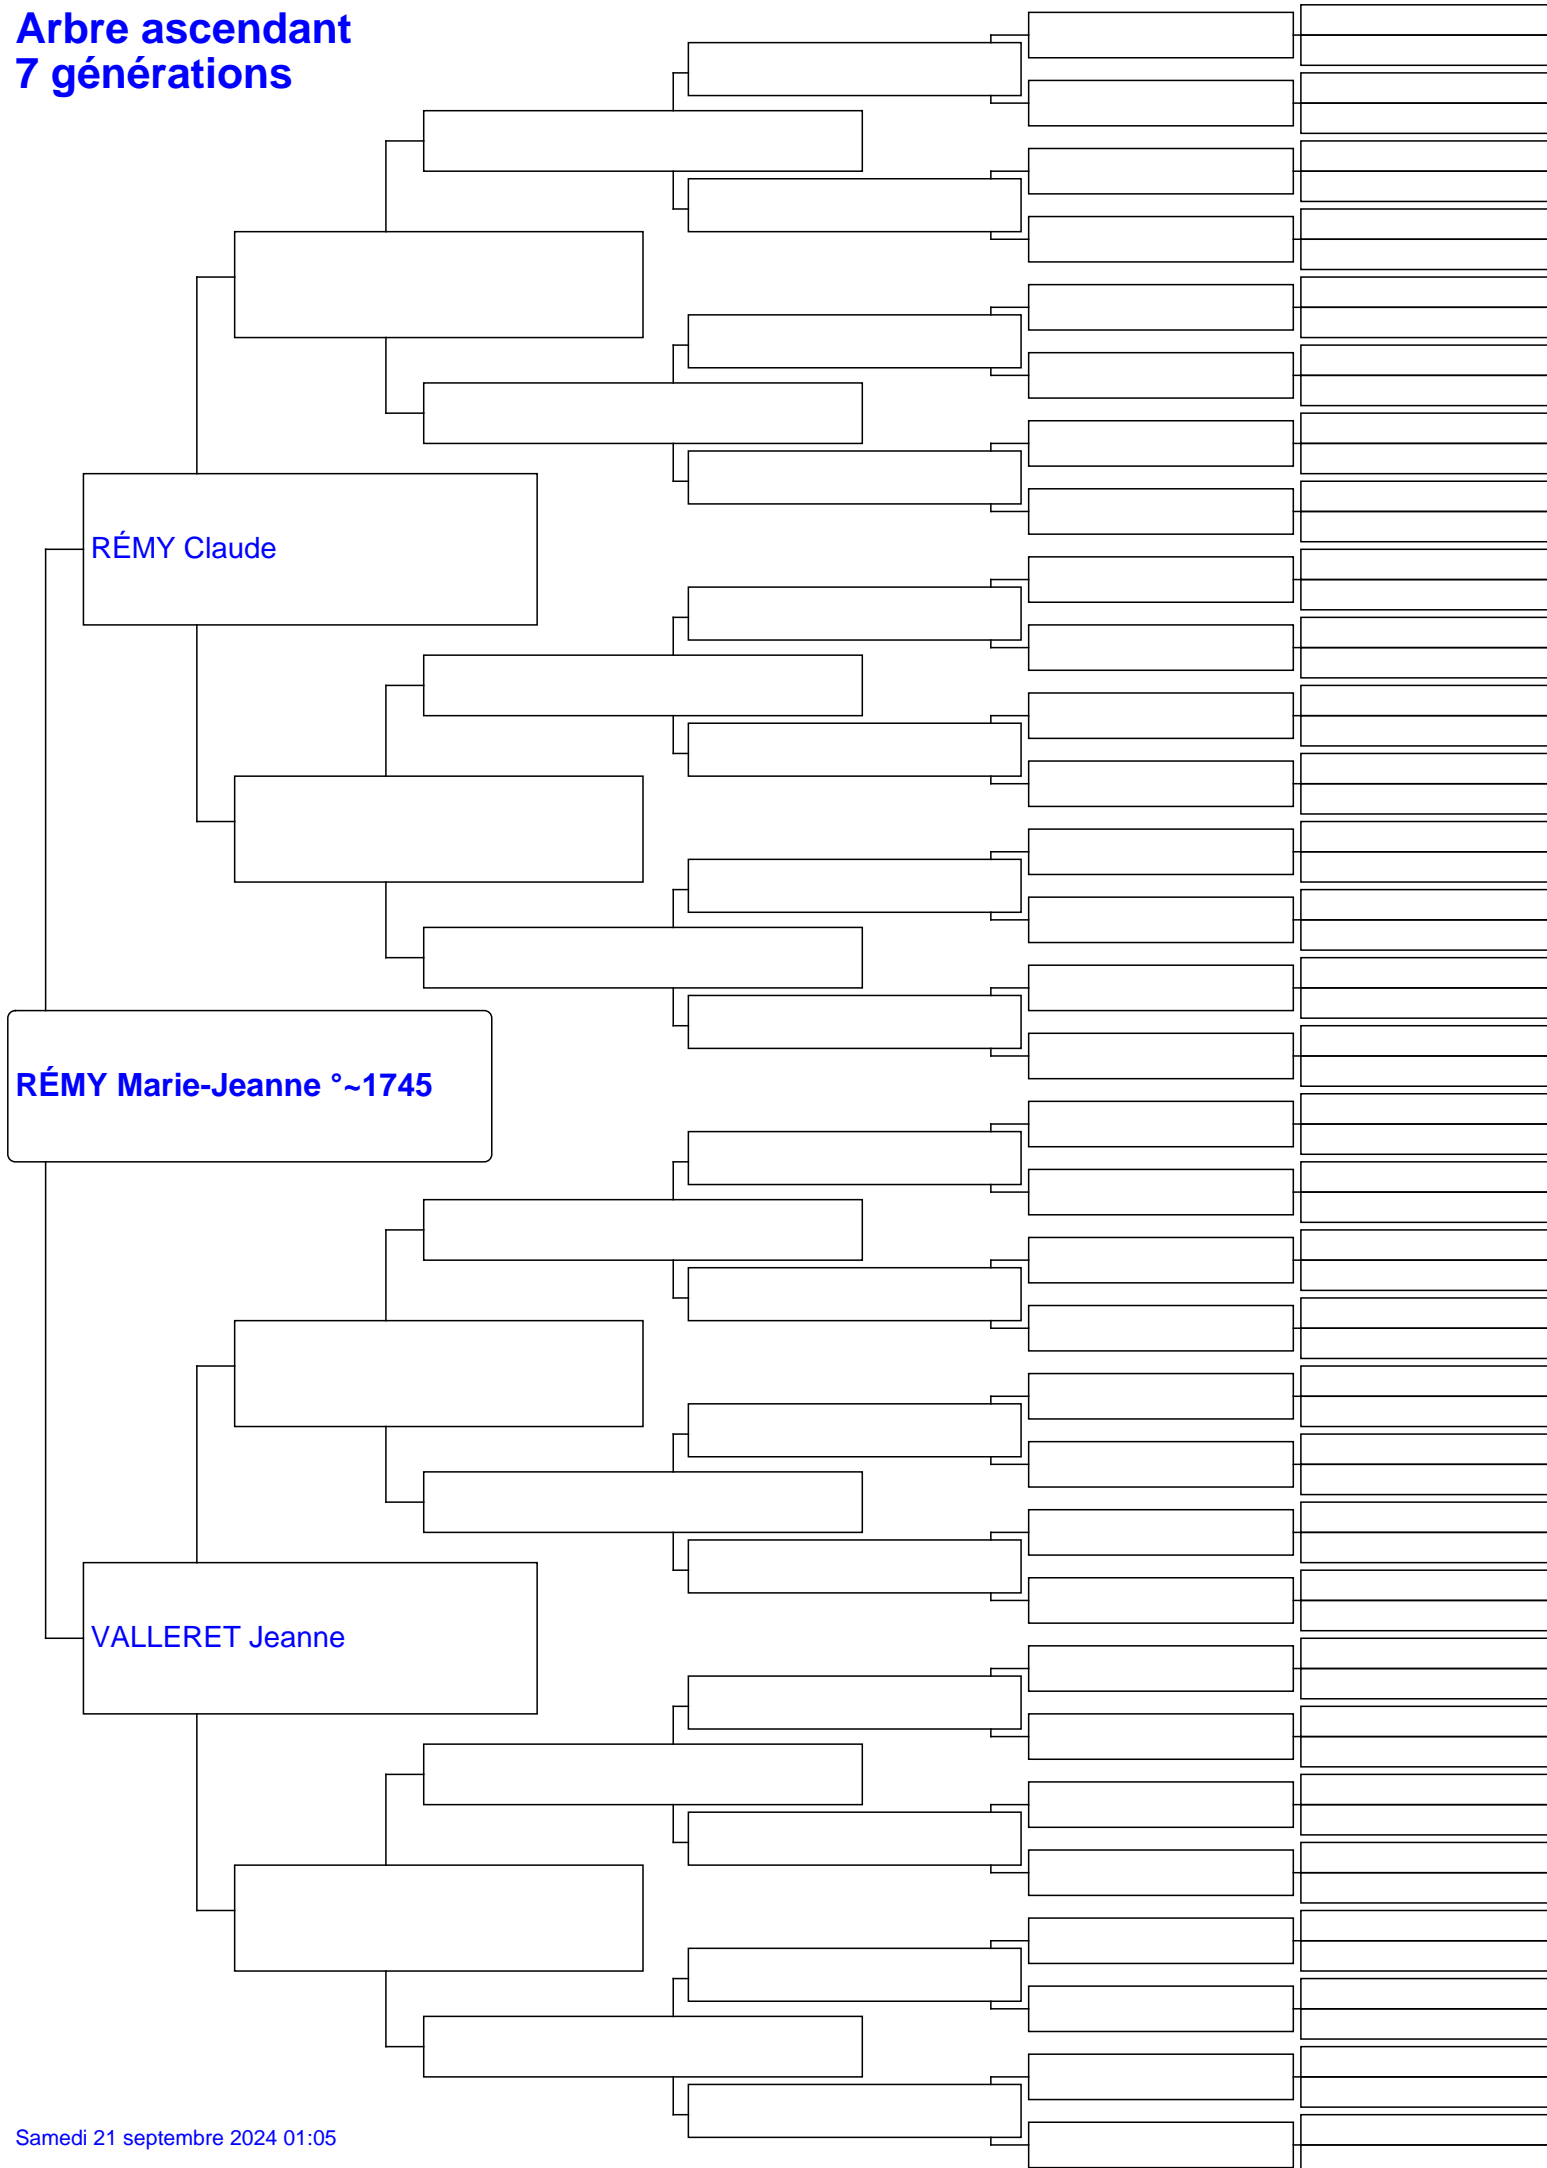 Arbre ascendant
7 générations
RÉMY Claude
RÉMY Marie-Jeanne °~1745
VALLERET Jeanne
Samedi 21 septembre 2024 01:05